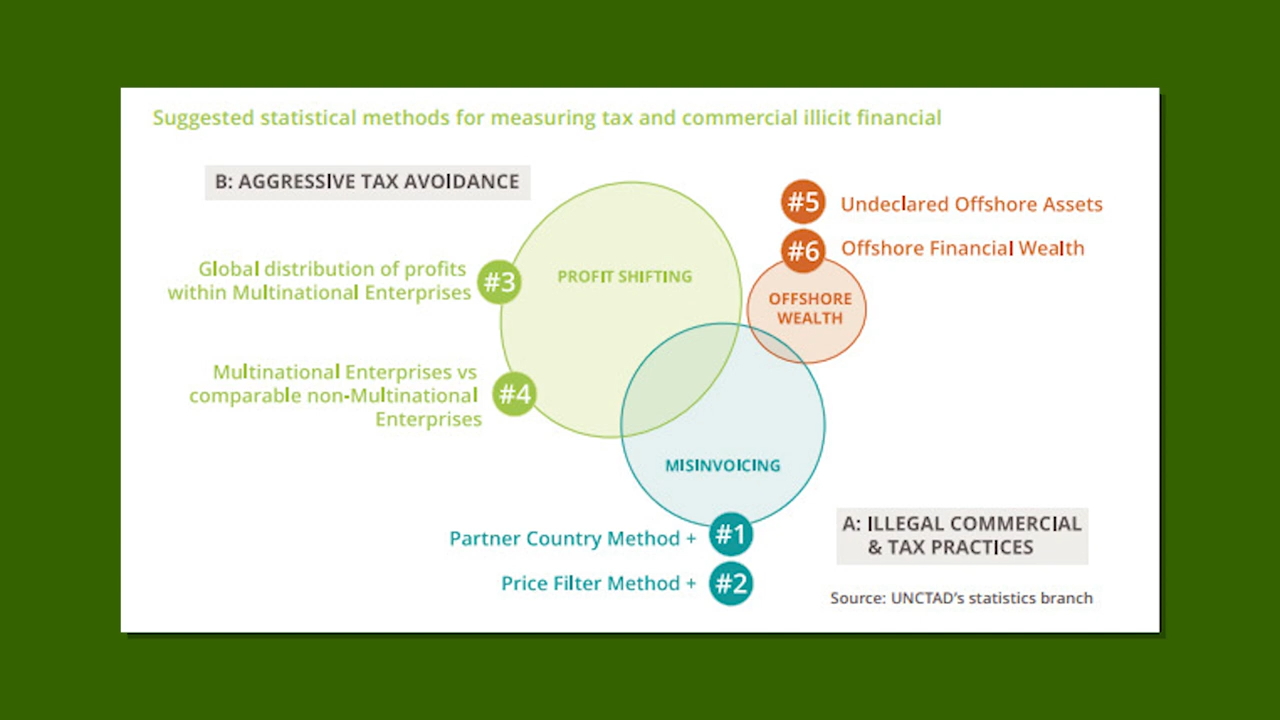 Suggested statistical methods for measuring tax and commercial illicit financial
B: AGGRESSIVE TAX AVOIDANCE
#5 Undeclared Offshore Assets
#6 Offshore Financial Wealth
Global distribution of profits
within Multinational Enterprises
#3
PROFIT SHIFTING
OFFSHORE
WEALTH
Multinational Enterprises vs
comparable non-Multinational
Enterprises
#4
MISINVOICING
Partner Country Method + #1
Price Filter Method + #2
A: ILLEGAL COMMERCIAL
& TAX PRACTICES
Source: UNCTAD's statistics branch